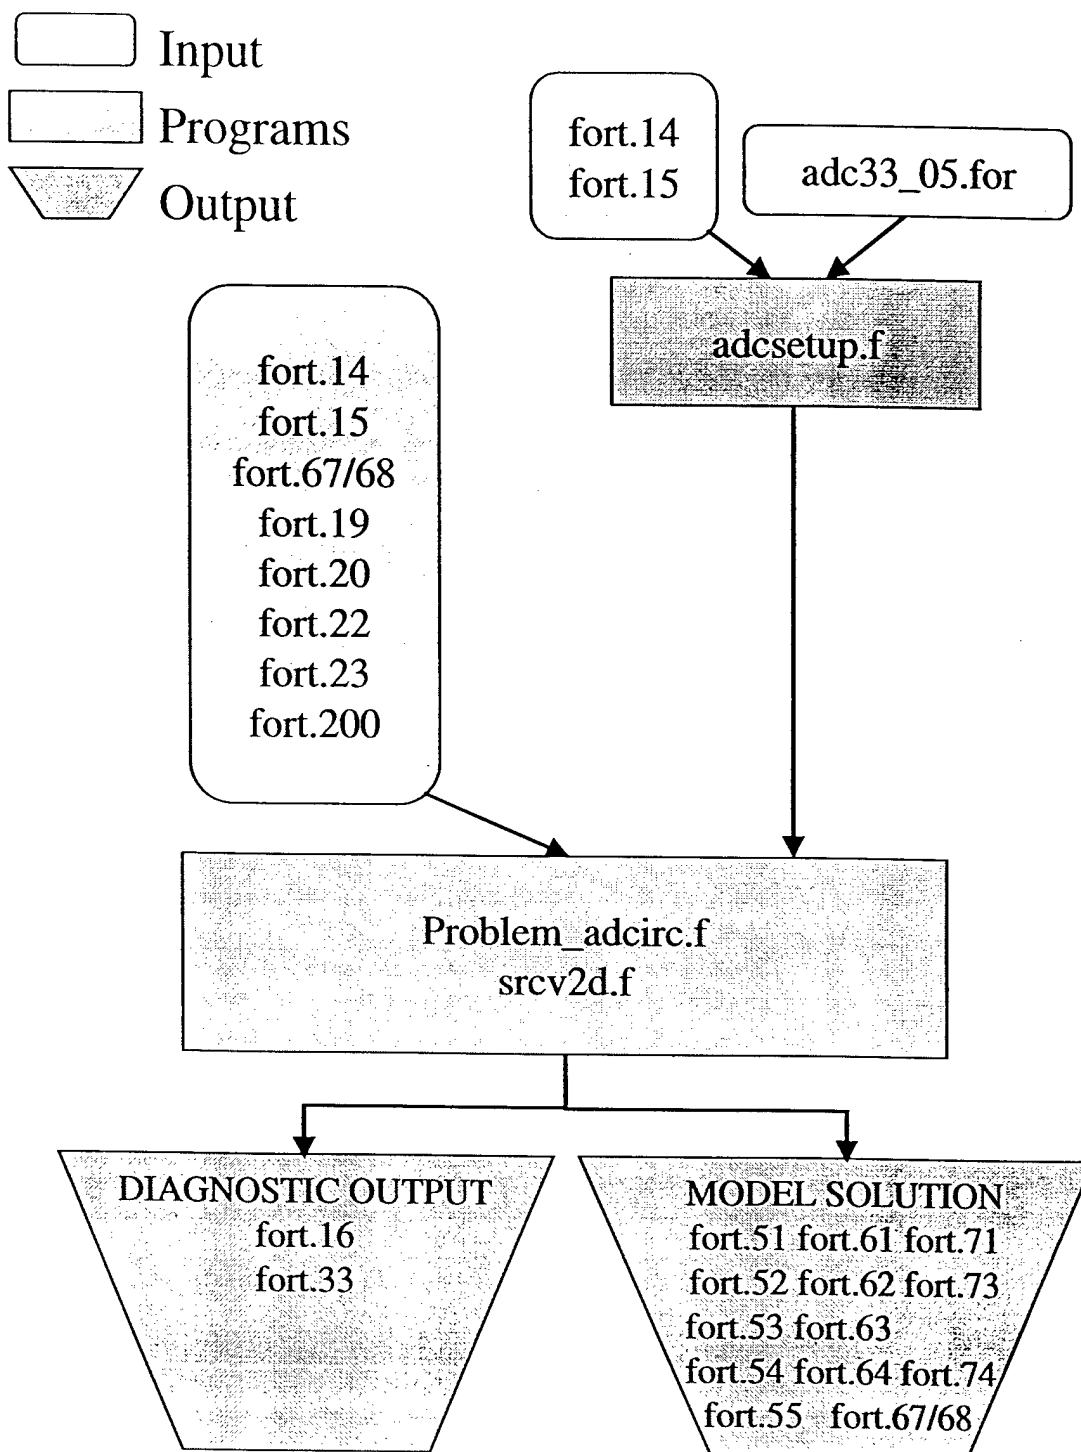 Input
Programs
Output
fort.14
fort.15
adc33_05.for
adcsetup.f
fort.14
fort.15
fort.67/68
fort.19
fort.20
fort.22
fort.23
fort.200
Problem_adcirc.f
srcv2d.f
DIAGNOSTIC OUTPUT
fort.16
fort.33
MODEL SOLUTION
fort.51 fort.61 fort.71
fort.52 fort.62 fort.73
fort.53 fort.63
fort.54 fort.64 fort.74
fort.55 fort.67/68